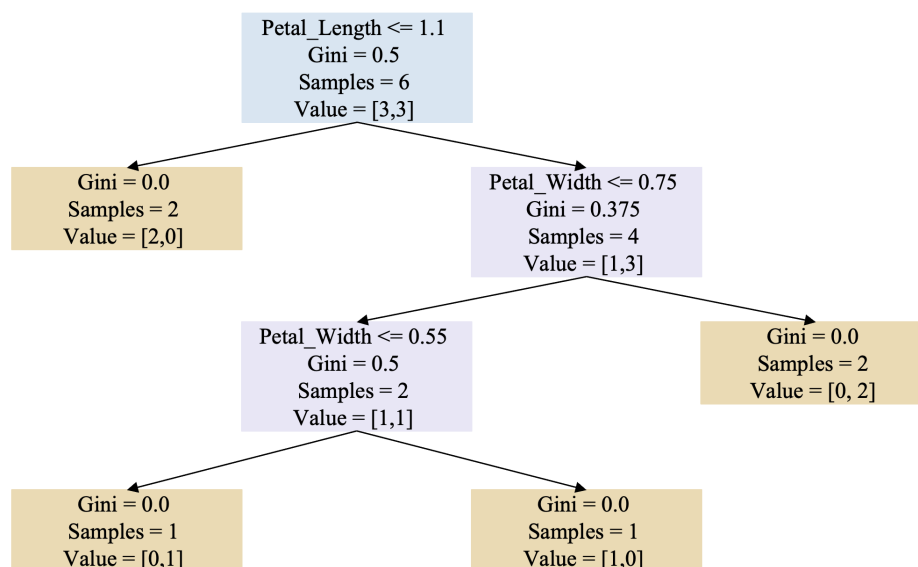 Petal_Length <= 1.1
Gini = 0.5
Samples = 6
Value = [3,3]
Gini = 0.0
Samples = 2
Value = [2,0]
Petal_Width <= 0.75
Gini = 0.375
Samples = 4
Value = [1,3]
Petal_Width <= 0.55
Gini = 0.5
Samples = 2
Value = [1,1]
Gini = 0.0
Samples = 2
Value = [0, 2]
Gini = 0.0
Samples = 1
Value = [0,1]
Gini = 0.0
Samples = 1
Value = [1,0]